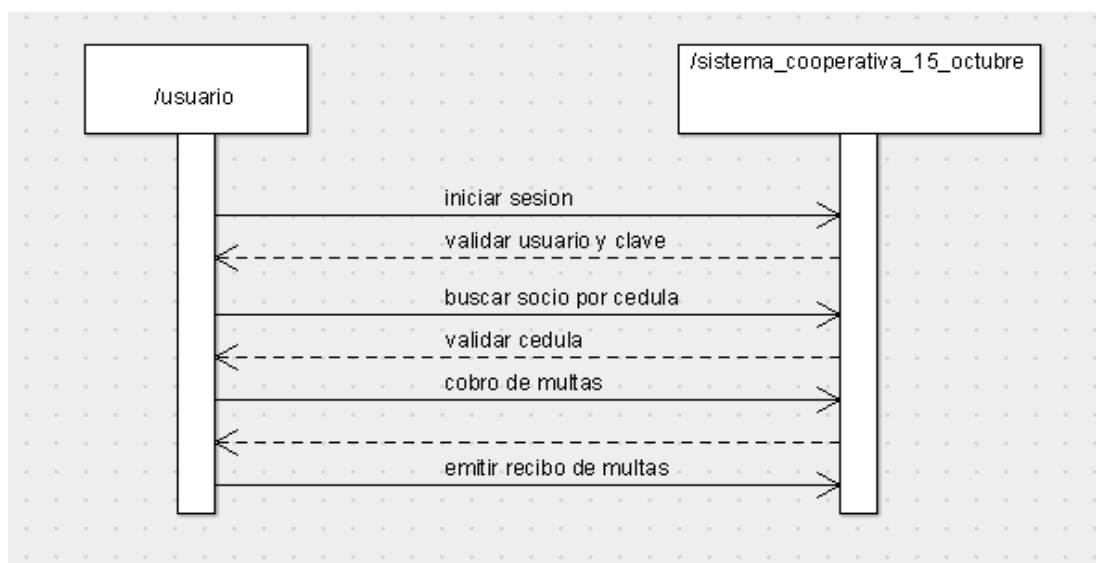 /usuario
/sistema_cooperativa_15_octubre
iniciar sesion
validar usuario y clave
buscar socio por cedula
validar cedula
cobro de multas
emitir recibo de multas